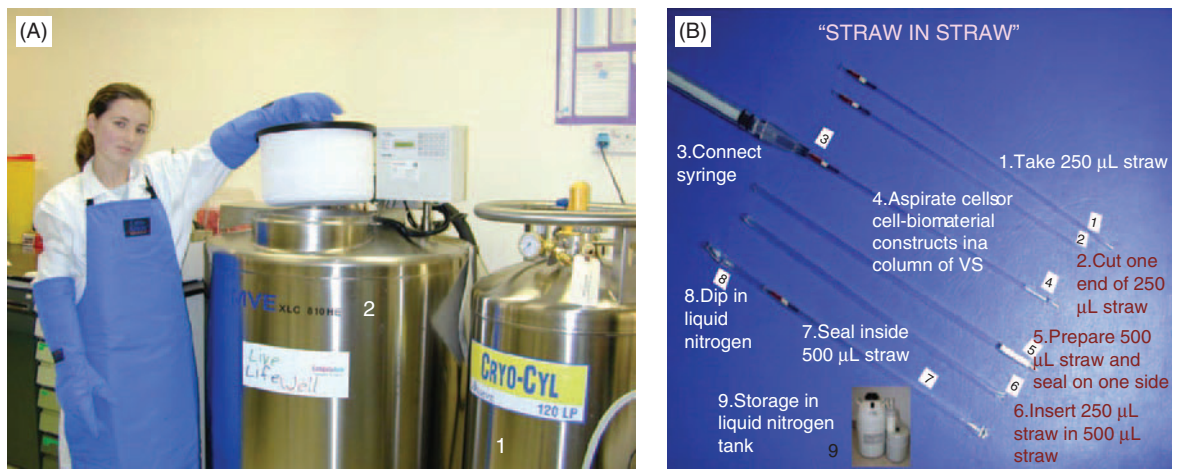 (A)
MVE XLC 810HE
2
Live
Life
Well
CRYO-CYL
120 LP
1
(B)
"STRAW IN STRAW"
3
3.Connect
syringe
1.Take 250 µL straw
4.Aspirate cellsor
cell-biomaterial
constructs ina
column of VS
1
2
2.Cut one
end of 250
µL straw
4
8
8.Dip in
liquid
nitrogen
7.Seal inside
500 µL straw
5
5.Prepare 500
µL straw and
seal on one side
7
6
6.Insert 250 µL
straw in 500 µL
straw
9.Storage in
liquid nitrogen
tank
9